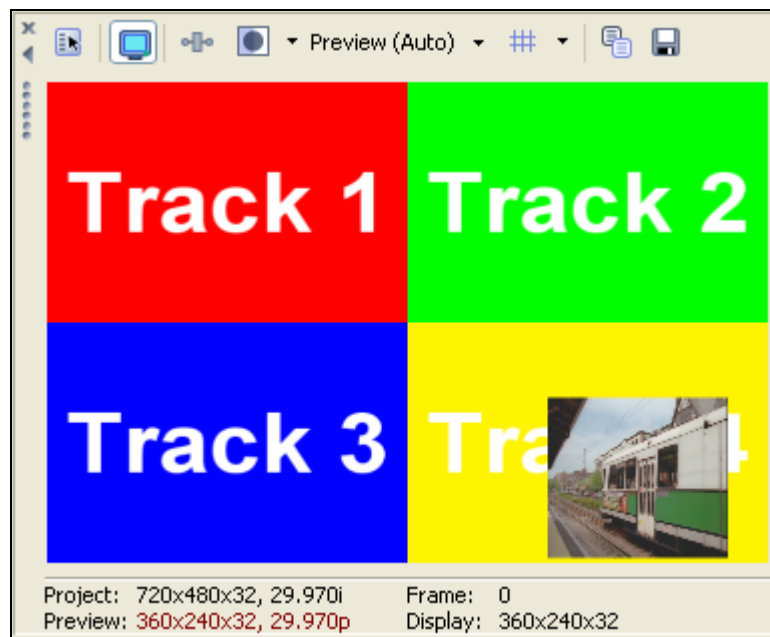 Preview (Auto)
Track 1
Track 2
Track 3
Tra 4
Project: 720x480x32, 29.970i
Frame: 0
Preview: 360x240x32, 29.970p
Display: 360x240x32